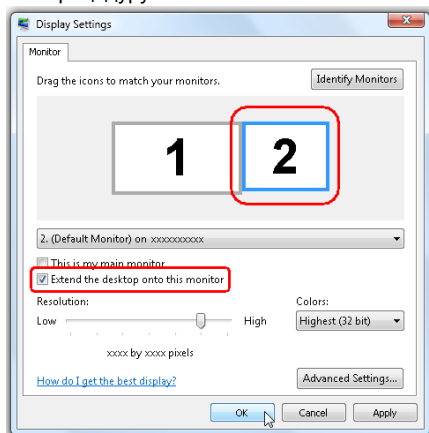 Display Settings
Monitor
Drag the icons to match your monitors.
Identify Monitors
1
2
2. (Default Monitor) on xxxxxxxxxx
This is my main monitor
Extend the desktop onto this monitor
Resolution:
Colors:
Low
High
Highest (32 bit)
xxxx by xxxx pixels
How do I get the best display?
Advanced Settings...
OK
Cancel
Apply